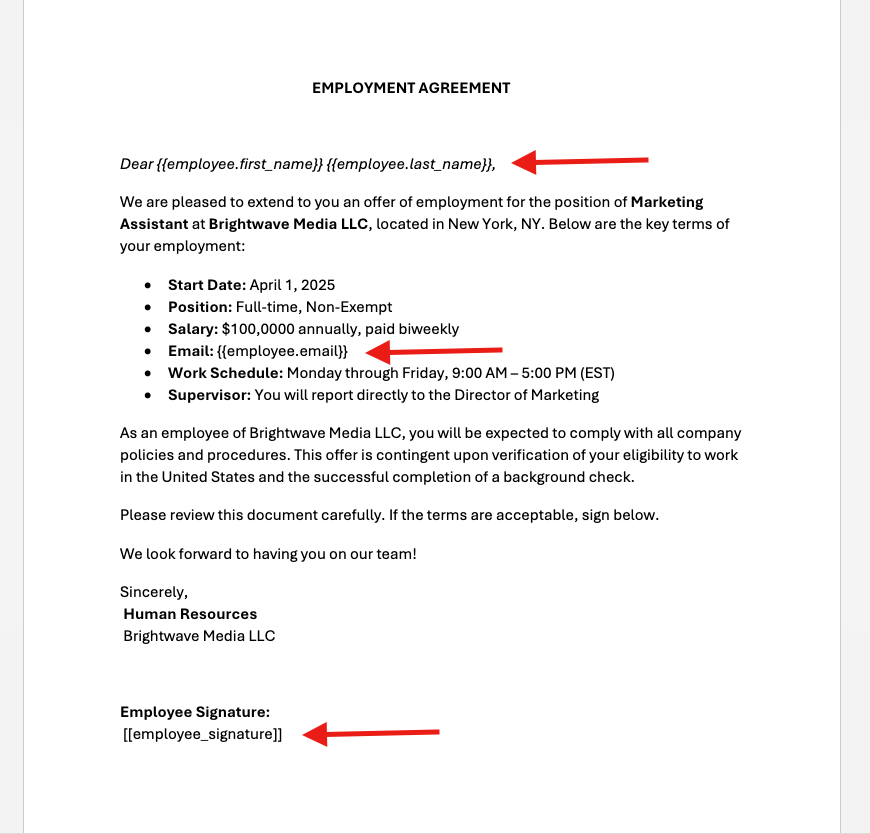 EMPLOYMENT AGREEMENT
Dear {{employee.first_name}} {{employee.last_name}},
We are pleased to extend to you an offer of employment for the position of Marketing
Assistant at Brightwave Media LLC, located in New York, NY. Below are the key terms of
your employment:
• Start Date: April 1, 2025
• Position: Full-time, Non-Exempt
• Salary: $100,0000 annually, paid biweekly
• Email: {{employee.email}}
• Work Schedule: Monday through Friday, 9:00 AM – 5:00 PM (EST)
• Supervisor: You will report directly to the Director of Marketing
As an employee of Brightwave Media LLC, you will be expected to comply with all company
policies and procedures. This offer is contingent upon verification of your eligibility to work
in the United States and the successful completion of a background check.
Please review this document carefully. If the terms are acceptable, sign below.
We look forward to having you on our team!
Sincerely,
Human Resources
Brightwave Media LLC
Employee Signature:
[[employee_signature]]